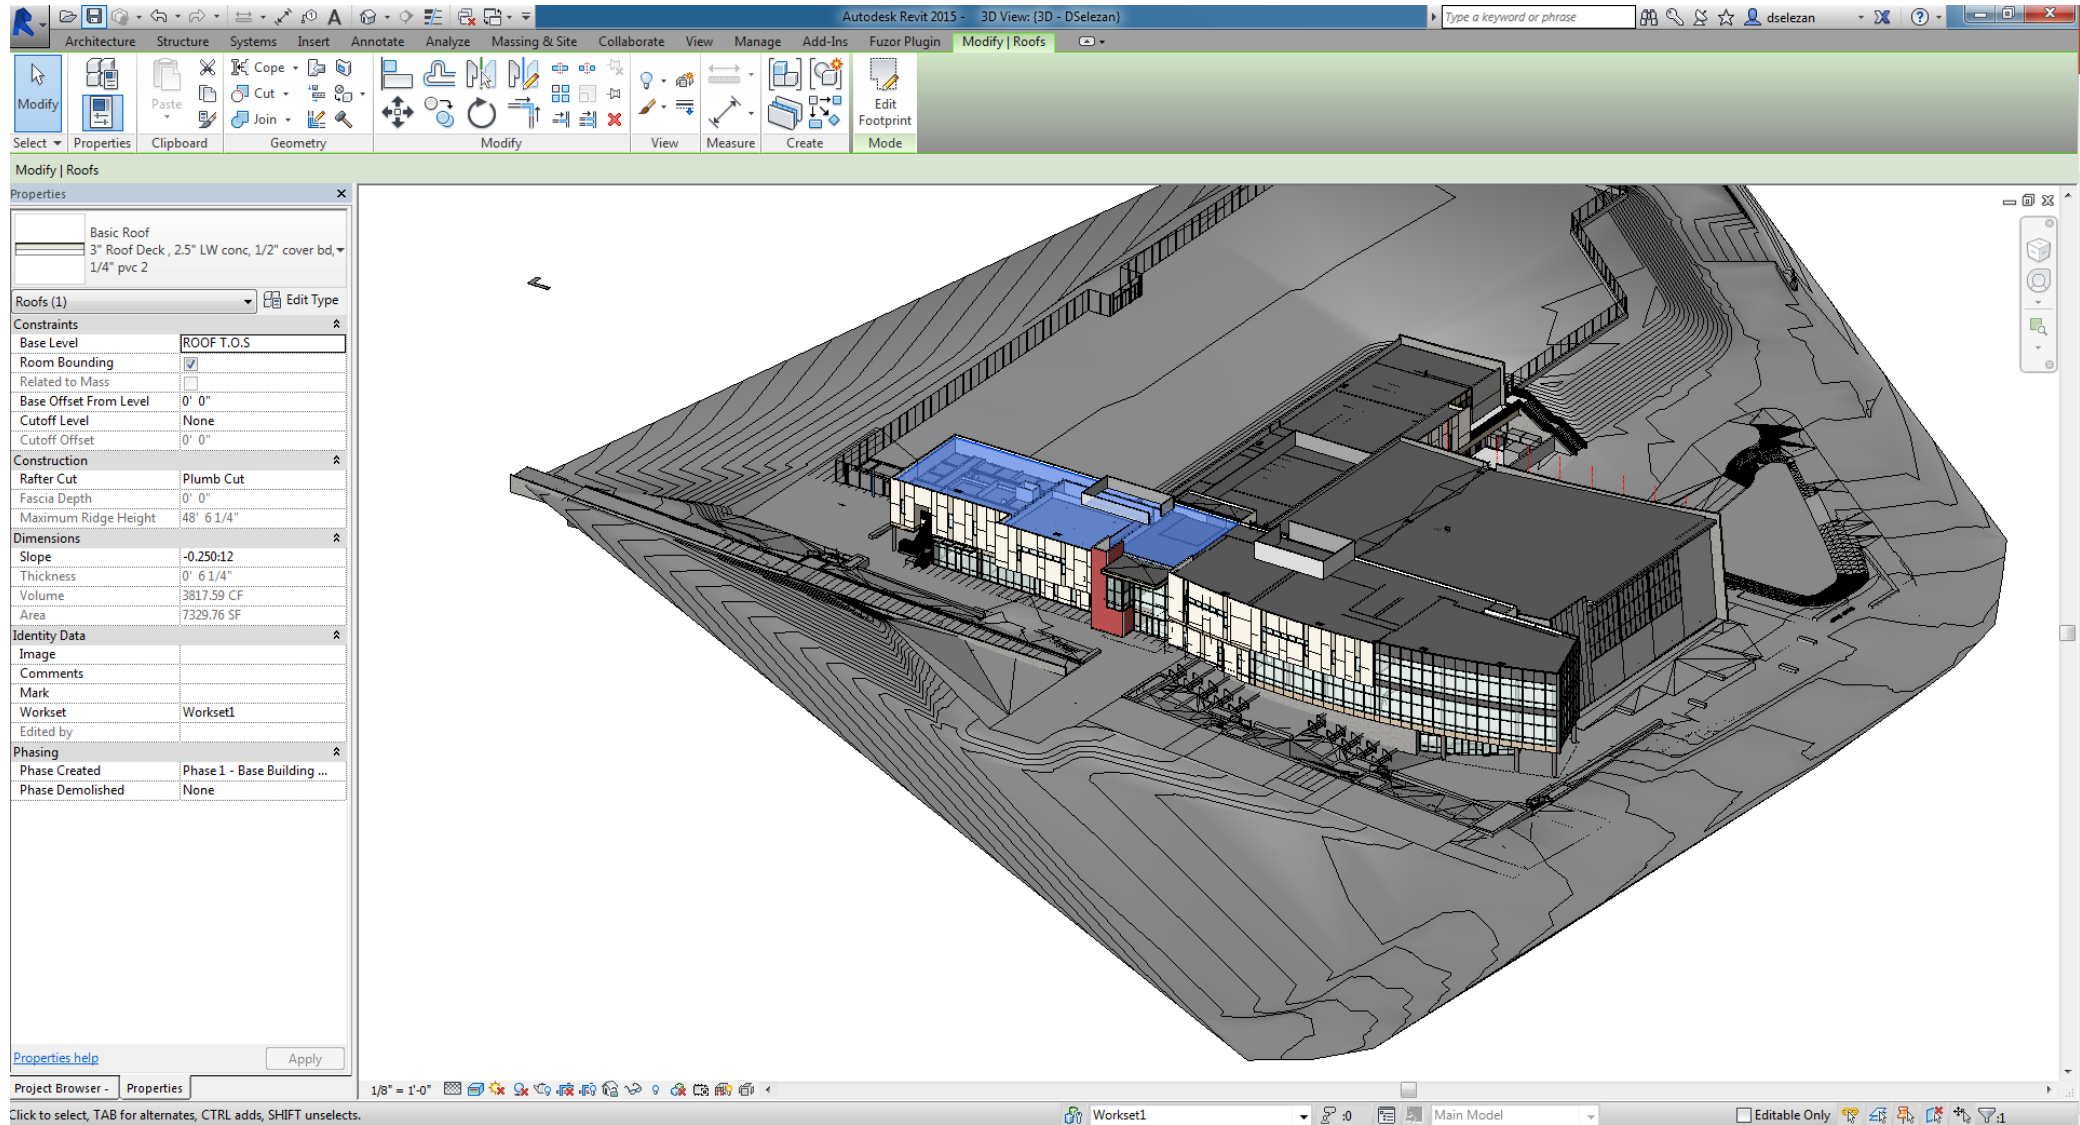 Autodesk Revit 2015 - 3D View: {3D - DSelezan}
Type a keyword or phrase
dselezan
Architecture Structure Systems Insert Annotate Analyze Massing & Site Collaborate View Manage Add-Ins Fuzor Plugin Modify | Roofs
Modify
Paste
Cope
Cut
Join
Edit
Footprint
Select Properties Clipboard Geometry Modify View Measure Create Mode
Modify | Roofs
Properties
Basic Roof
3" Roof Deck , 2.5" LW conc, 1/2" cover bd,
1/4" pvc 2
Roofs (1) Edit Type
Constraints
Base Level ROOF T.O.S
Room Bounding
Related to Mass
Base Offset From Level 0' 0"
Cutoff Level None
Cutoff Offset 0' 0"
Construction
Rafter Cut Plumb Cut
Fascia Depth 0' 0"
Maximum Ridge Height 48' 6 1/4"
Dimensions
Slope -0.250:12
Thickness 0' 6 1/4"
Volume 3817.59 CF
Area 7329.76 SF
Identity Data
Image
Comments
Mark
Workset Workset1
Edited by
Phasing
Phase Created Phase 1 - Base Building ...
Phase Demolished None
Properties help Apply
Project Browser - Properties
1/8" = 1'-0"
Click to select, TAB for alternates, CTRL adds, SHIFT unselects.
Workset1 :0 Main Model Editable Only :1